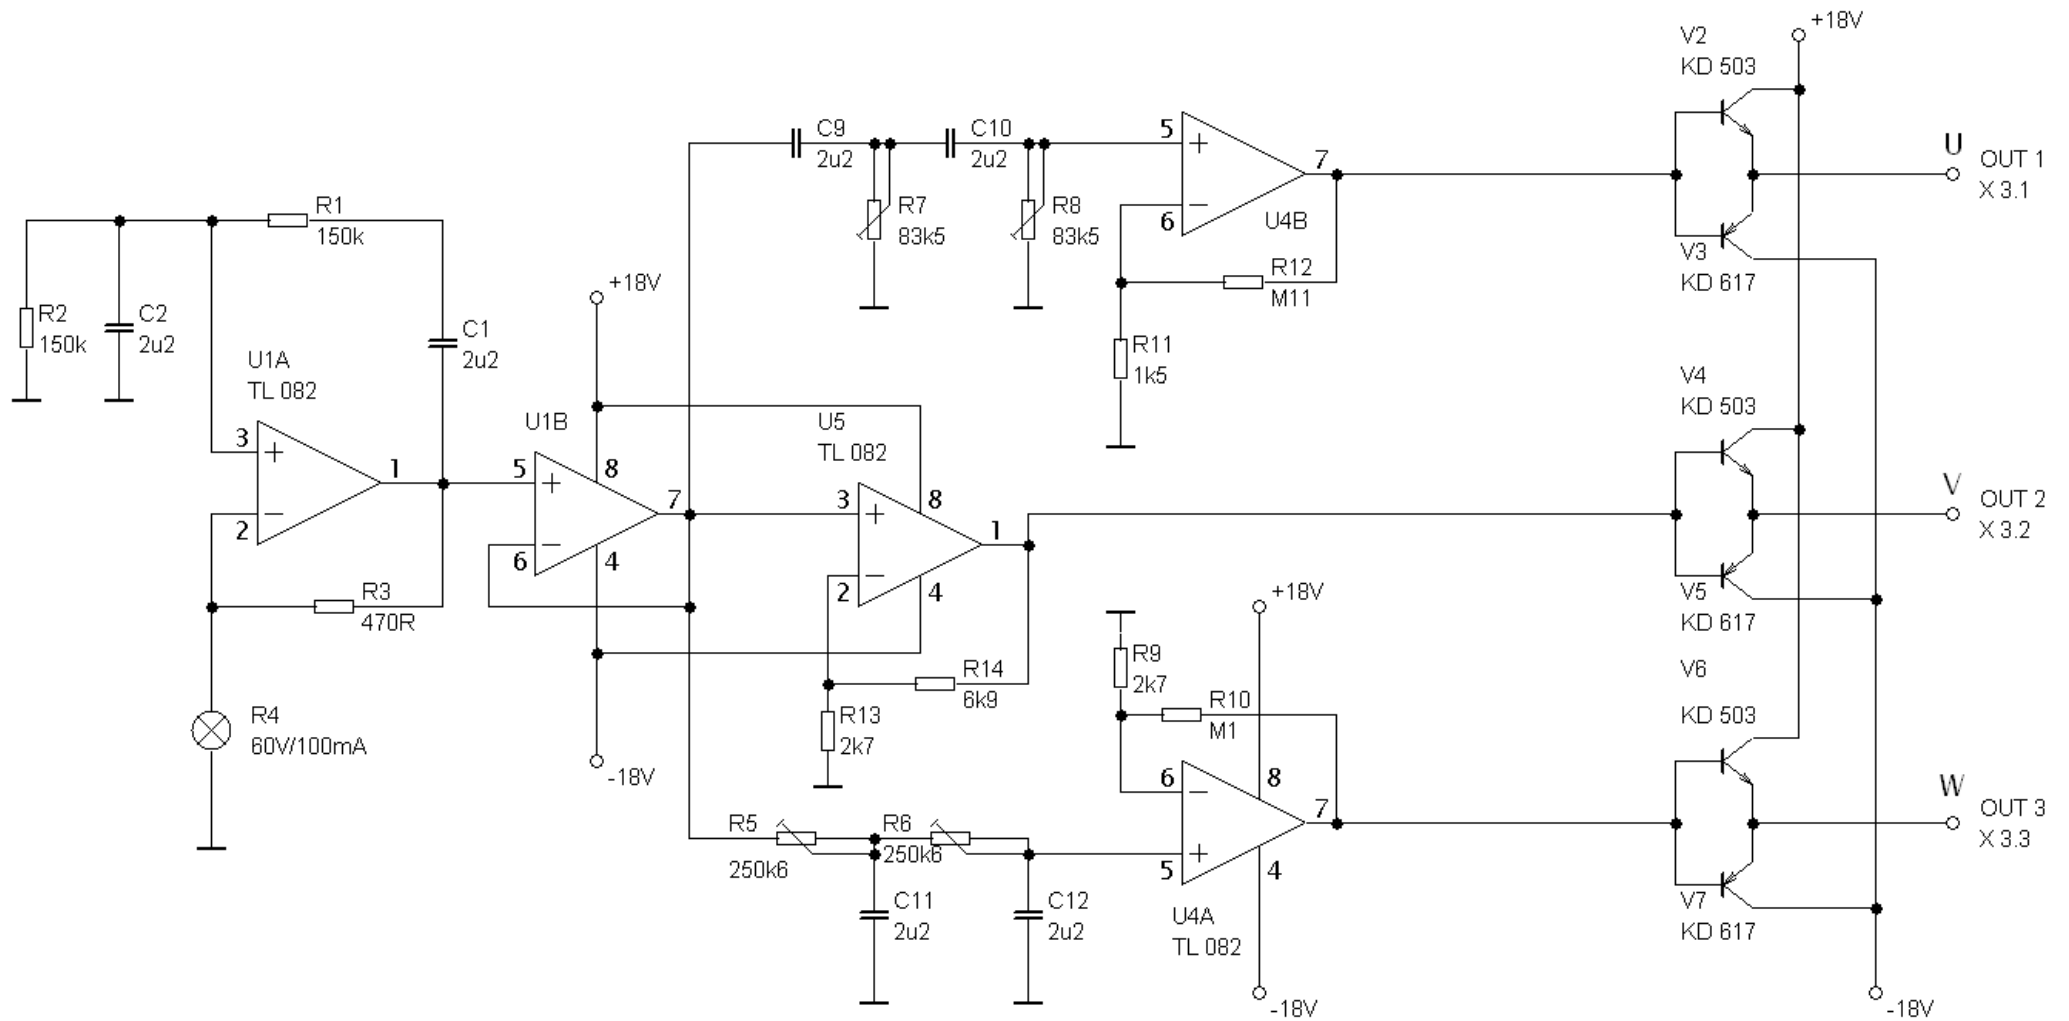 V2
KD 503
+18V
U
OUT 1
X 3.1
V3
KD 617
C9
2u2
C10
2u2
R7
83k5
R8
83k5
5
+
−
6
7
U4B
R12
M11
R11
1k5
R1
150k
R2
150k
C2
2u2
C1
2u2
U1A
TL 082
3
+
−
2
1
R3
470R
R4
60V/100mA
+18V
U1B
5
+
−
6
8
7
4
-18V
U5
TL 082
3
+
−
2
8
1
4
R14
6k9
R13
2k7
V4
KD 503
V
OUT 2
X 3.2
V5
KD 617
+18V
R9
2k7
R10
M1
6
−
+
5
8
7
4
U4A
TL 082
-18V
R5
250k6
R6
250k6
C11
2u2
C12
2u2
V6
KD 503
W
OUT 3
X 3.3
V7
KD 617
-18V